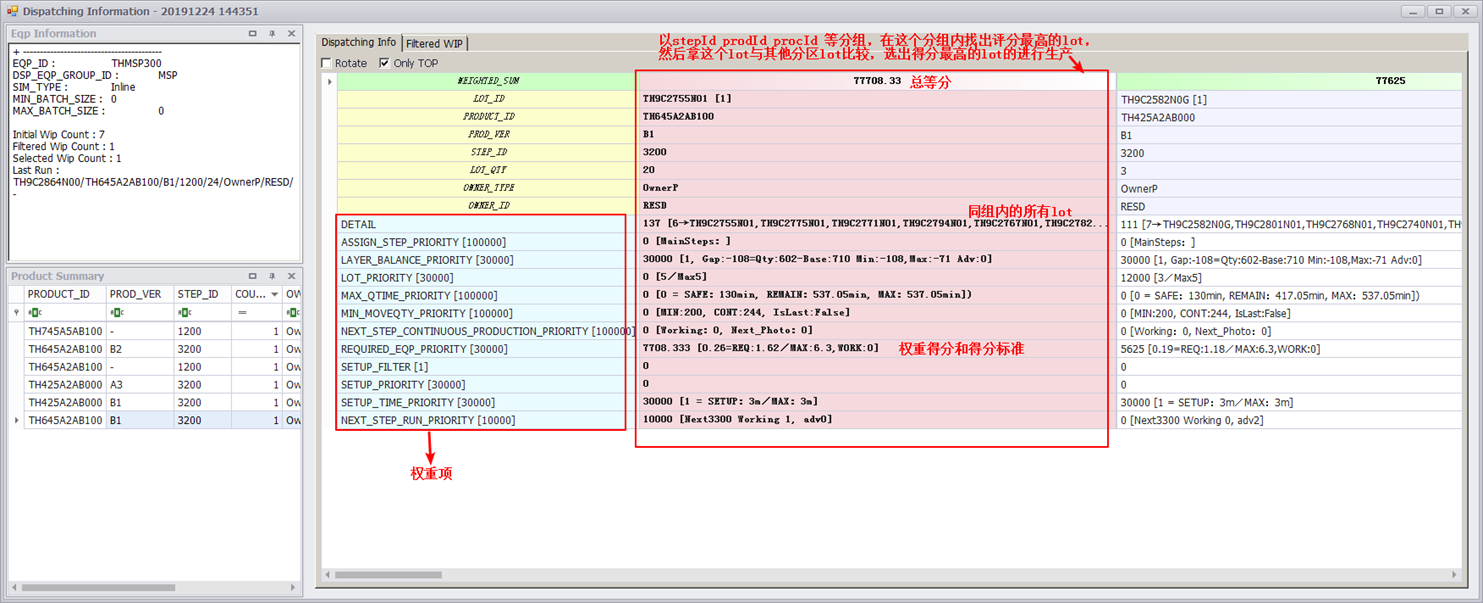 Dispatching Information - 20191224 144351
Eqp Information
+ ----------------------------------------
EQP_ID : THMSP300
DSP_EQP_GROUP_ID : MSP
SIM_TYPE : Inline
MIN_BATCH_SIZE : 0
MAX_BATCH_SIZE : 0
Initial Wip Count : 7
Filtered Wip Count : 1
Selected Wip Count : 1
Last Run :
TH9C2864N00/TH645A2AB100/B1/1200/24/OwnerP/RESD/
-
Product Summary
PRODUCT_ID PROD_VER STEP_ID COU... OW
TH745A5AB100 - 1200 1 Ow
TH645A2AB100 B2 3200 1 Ow
TH645A2AB100 - 1200 1 Ow
TH425A2AB000 A3 3200 1 Ow
TH425A2AB000 B1 3200 1 Ow
TH645A2AB100 B1 3200 1 Ow
Dispatching Info Filtered WIP
Rotate Only TOP
以stepId prodId procId 等分组，在这个分组内找出评分最高的lot，
然后拿这个lot与其他分区lot比较，选出得分最高的lot的进行生产
WEIGHTED_SUM 77708.33 总等分 77625
LOT_ID TH9C2755N01 [1] TH9C2582N0G [1]
PRODUCT_ID TH645A2AB100 TH425A2AB000
PROD_VER B1 B1
STEP_ID 3200 3200
LOT_QTY 20 3
OWNER_TYPE OwnerP OwnerP
OWNER_ID RESD RESD
同组内的所有lot
DETAIL 137 [6→TH9C2755N01,TH9C2775N01,TH9C2771N01,TH9C2794N01,TH9C2767N01,TH9C2782... 111 [7→TH9C2582N0G,TH9C2801N01,TH9C2768N01,TH9C2740N01,TH
ASSIGN_STEP_PRIORITY [100000] 0 [MainSteps: ] 0 [MainSteps: ]
LAYER_BALANCE_PRIORITY [30000] 30000 [1, Gap:-108=Qty:602-Base:710 Min:-108,Max:-71 Adv:0] 30000 [1, Gap:-108=Qty:602-Base:710 Min:-108,Max:-71 Adv:0]
LOT_PRIORITY [30000] 0 [5/Max5] 12000 [3/Max5]
MAX_QTIME_PRIORITY [100000] 0 [0 = SAFE: 130min, REMAIN: 537.05min, MAX: 537.05min]) 0 [0 = SAFE: 130min, REMAIN: 417.05min, MAX: 537.05min])
MIN_MOVEQTY_PRIORITY [100000] 0 [MIN:200, CONT:244, IsLast:False] 0 [MIN:200, CONT:244, IsLast:False]
NEXT_STEP_CONTINUOUS_PRODUCTION_PRIORITY [100000] 0 [Working: 0, Next_Photo: 0] 0 [Working: 0, Next_Photo: 0]
REQUIRED_EQP_PRIORITY [30000] 7708.333 [0.26=REQ:1.62/MAX:6.3,WORK:0] 权重得分和得分标准 5625 [0.19=REQ:1.18/MAX:6.3,WORK:0]
SETUP_FILTER [1] 0 0
SETUP_PRIORITY [30000] 0 0
SETUP_TIME_PRIORITY [30000] 30000 [1 = SETUP: 3m/MAX: 3m] 30000 [1 = SETUP: 3m/MAX: 3m]
NEXT_STEP_RUN_PRIORITY [10000] 10000 [Next3300 Working 1, adv0] 0 [Next3300 Working 0, adv2]
权重项